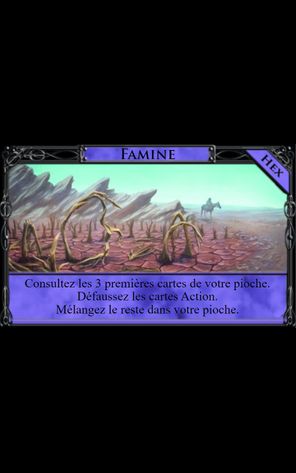 FAMINE
HEX
Consultez les 3 premières cartes de votre pioche.
Défaussez les cartes Action.
Mélangez le reste dans votre pioche.